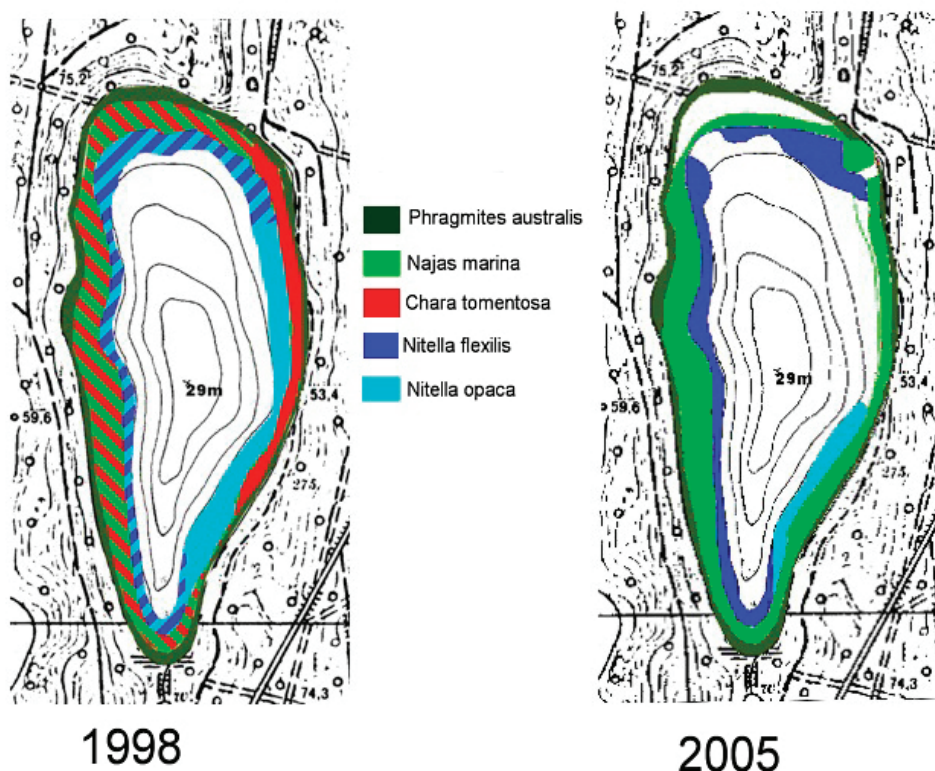 75,2
59,6
29m
53,4
275,
74,3
Phragmites australis
Najas marina
Chara tomentosa
Nitella flexilis
Nitella opaca
75,2
59,6
29m
53,4
275,
74,3
1998
2005